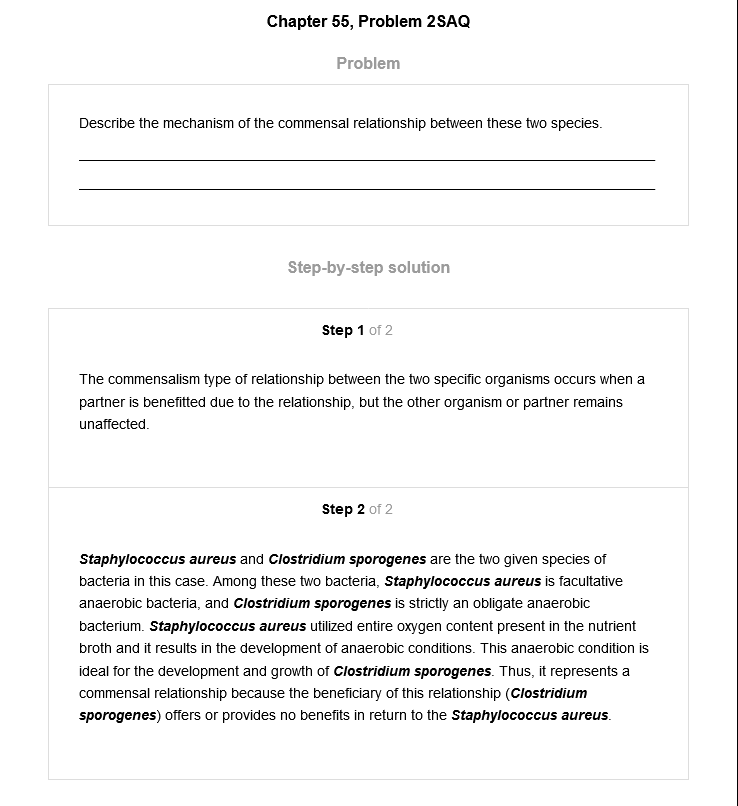 Chapter 55, Problem 2SAQ
Problem
Describe the mechanism of the commensal relationship between these two species.
Step-by-step solution
Step 1 of 2
The commensalism type of relationship between the two specific organisms occurs when a
partner is benefitted due to the relationship, but the other organism or partner remains
unaffected.
Step 2 of 2
Staphylococcus aureus and Clostridium sporogenes are the two given species of
bacteria in this case. Among these two bacteria, Staphylococcus aureus is facultative
anaerobic bacteria, and Clostridium sporogenes is strictly an obligate anaerobic
bacterium. Staphylococcus aureus utilized entire oxygen content present in the nutrient
broth and it results in the development of anaerobic conditions. This anaerobic condition is
ideal for the development and growth of Clostridium sporogenes. Thus, it represents a
commensal relationship because the beneficiary of this relationship (Clostridium
sporogenes) offers or provides no benefits in return to the Staphylococcus aureus.